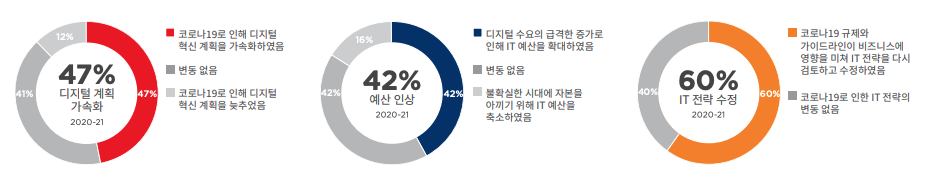 12%
41%
47%
47%
디지털 계획
가속화
2020-21
코로나19로 인해 디지털
혁신 계획을 가속화하였음
변동 없음
코로나19로 인해 디지털
혁신 계획을 늦추었음
16%
42%
42%
42%
예산 인상
2020-21
디지털 수요의 급격한 증가로
인해 IT 예산을 확대하였음
변동 없음
불확실한 시대에 자본을
아끼기 위해 IT 예산을
축소하였음
40%
60%
60%
IT 전략 수정
2020-21
코로나19 규제와
가이드라인이 비즈니스에
영향을 미쳐 IT 전략을 다시
검토하고 수정하였음
코로나19로 인한 IT 전략의
변동 없음